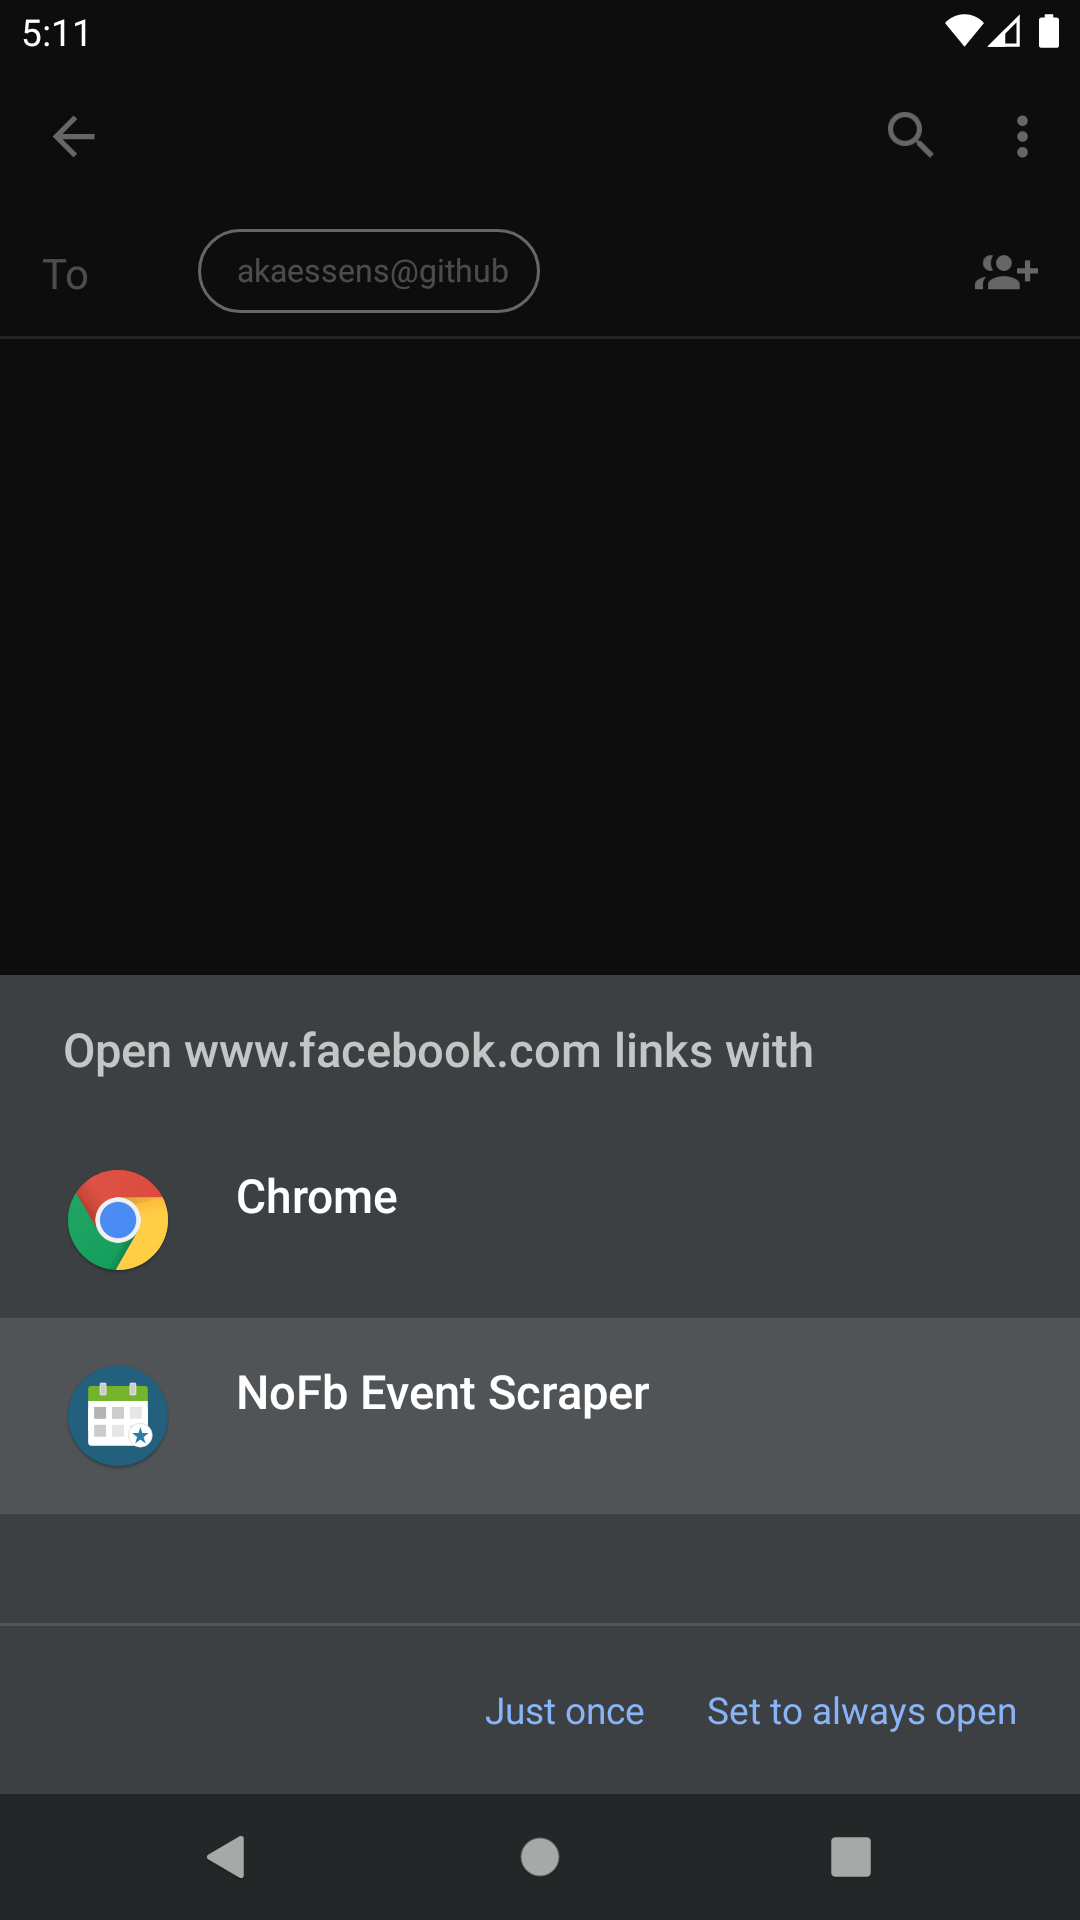 5:11
To
akaessens@github
Open www.facebook.com links with
Chrome
NoFb Event Scraper
Just once
Set to always open